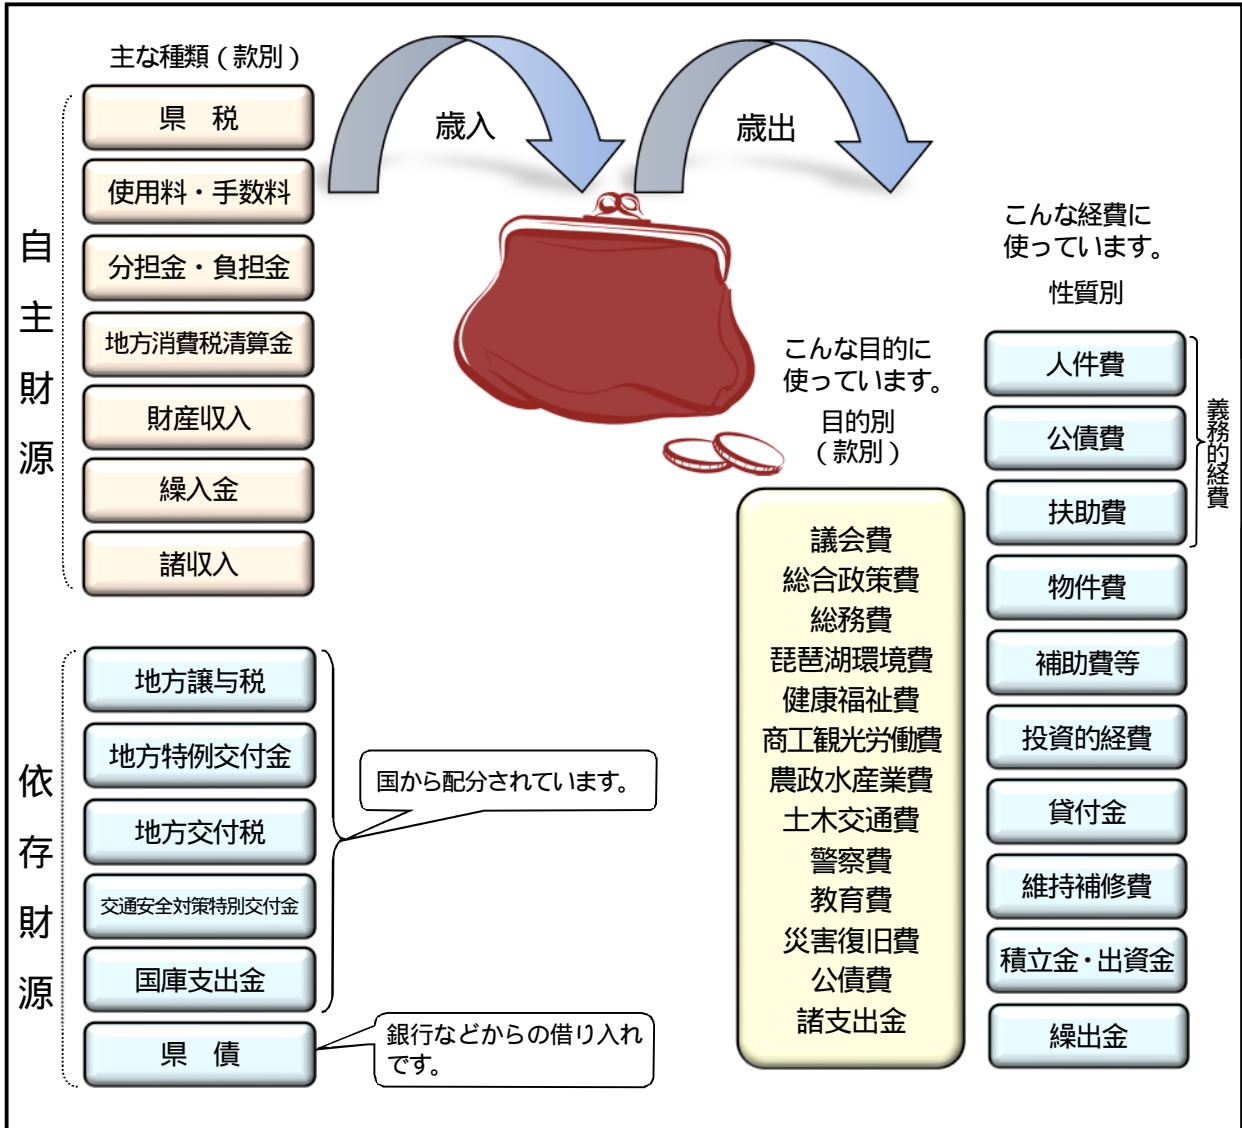 主な種類（款別）
自主財源
県　税
使用料・手数料
分担金・負担金
地方消費税清算金
財産収入
繰入金
諸収入
依存財源
地方譲与税
地方特例交付金
地方交付税
交通安全対策特別交付金
国庫支出金
県　債
国から配分されています。
銀行などからの借り入れ
です。
歳入
歳出
こんな目的に
使っています。
目的別
（款別）
議会費
総合政策費
総務費
琵琶湖環境費
健康福祉費
商工観光労働費
農政水産業費
土木交通費
警察費
教育費
災害復旧費
公債費
諸支出金
こんな経費に
使っています。
性質別
人件費
公債費
扶助費
義務的経費
物件費
補助費等
投資的経費
貸付金
維持補修費
積立金・出資金
繰出金